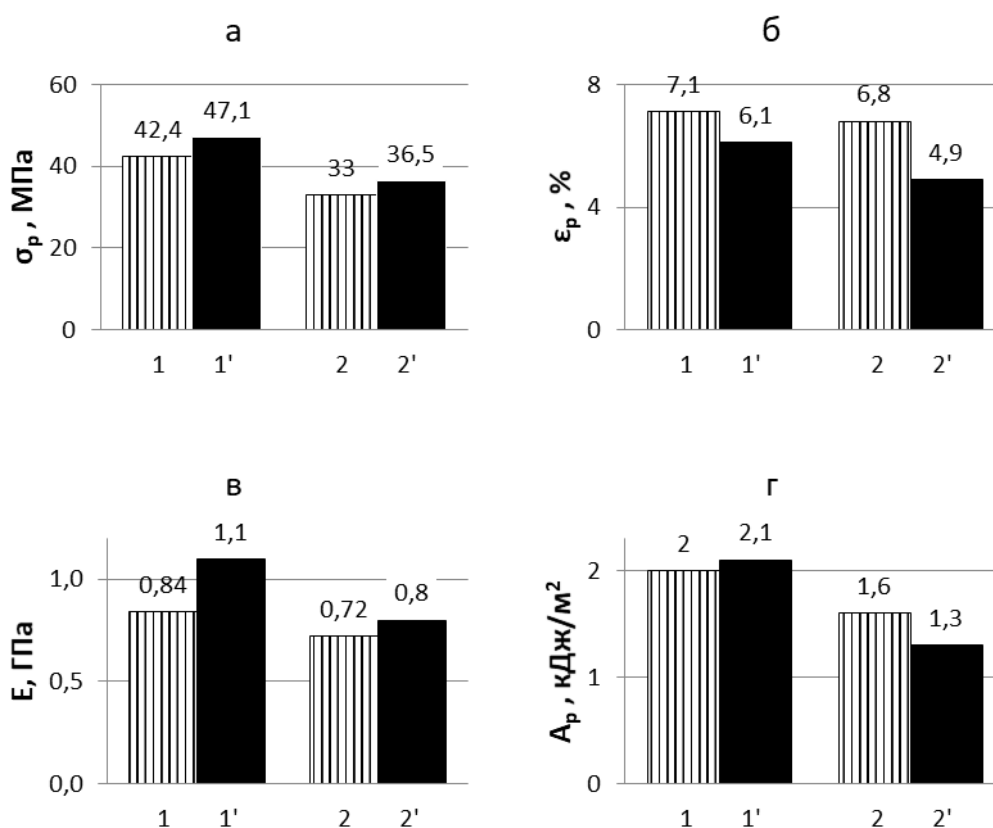 а
σр , МПа
60
40
20
0
42,4
47,1
33
36,5
1 1' 2 2'
б
εр , %
8
4
0
7,1
6,1
6,8
4,9
1 1' 2 2'
в
Е, ГПа
1,0
0,5
0,0
0,84
1,1
0,72
0,8
1 1' 2 2'
г
Ар , кДж/м²
2
1
0
2
2,1
1,6
1,3
1 1' 2 2'